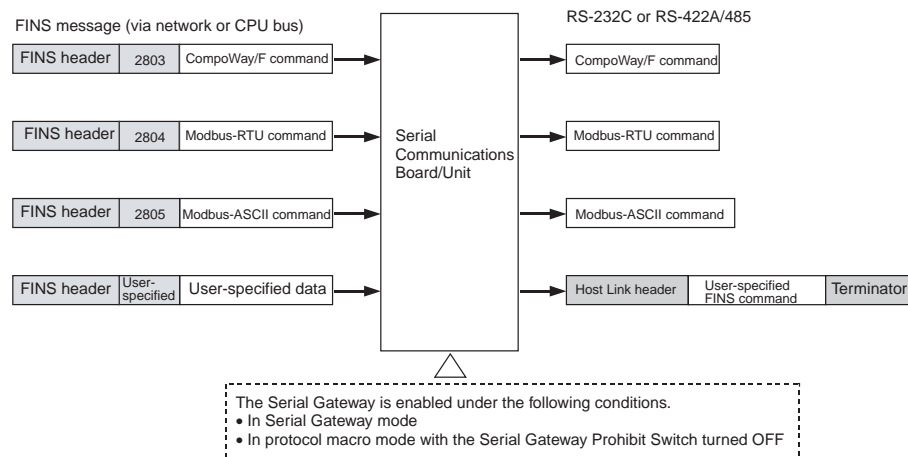 FINS message (via network or CPU bus)
RS-232C or RS-422A/485
FINS header 2803 CompoWay/F command
CompoWay/F command
FINS header 2804 Modbus-RTU command
Serial
Communications
Board/Unit
Modbus-RTU command
FINS header 2805 Modbus-ASCII command
Modbus-ASCII command
FINS header User-
specified User-specified data
Host Link header User-specified
FINS command Terminator
The Serial Gateway is enabled under the following conditions.
• In Serial Gateway mode
• In protocol macro mode with the Serial Gateway Prohibit Switch turned OFF